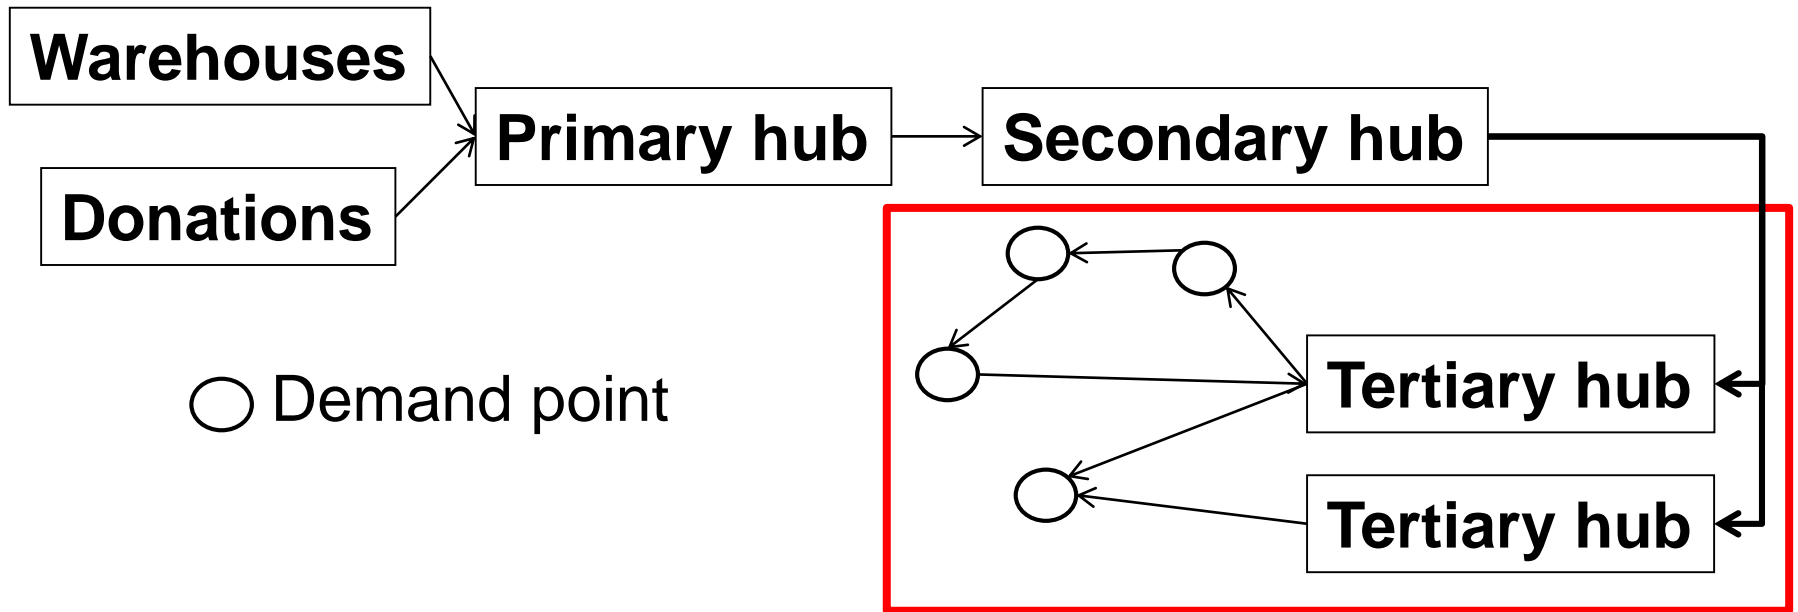 Warehouses
Donations
Primary hub
Secondary hub
Tertiary hub
Tertiary hub
Demand point